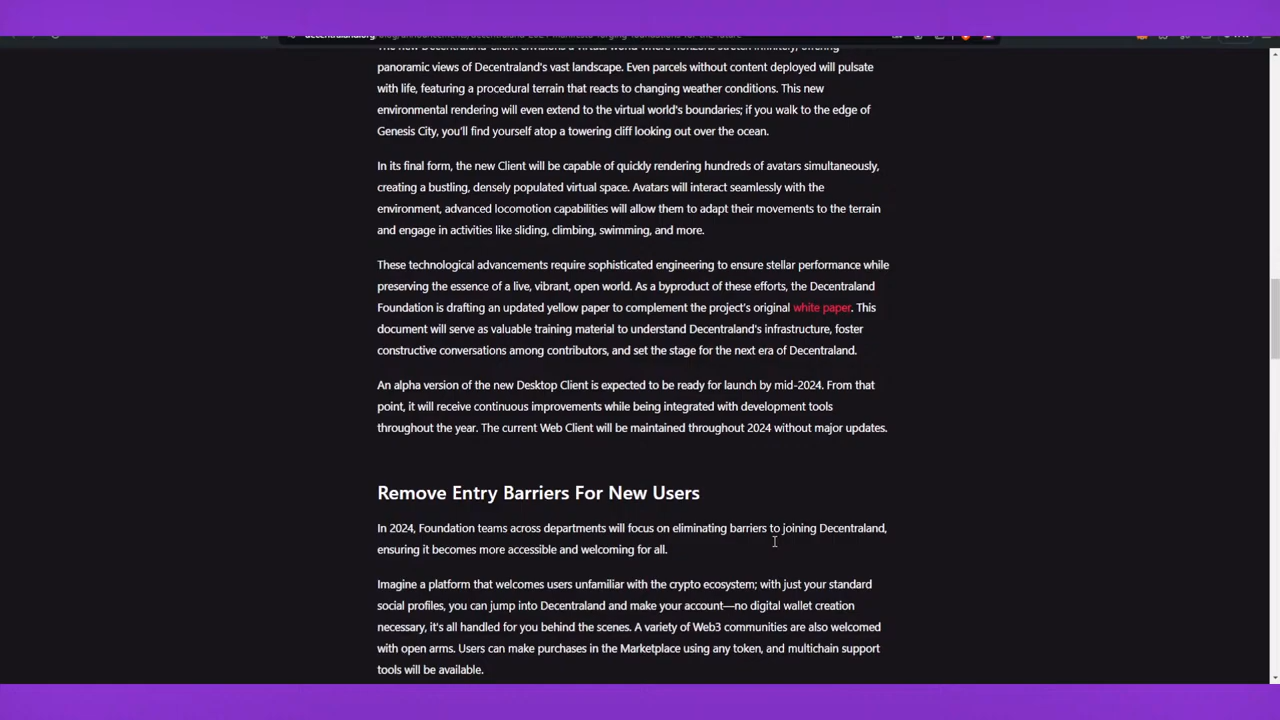 The new Decentraland Client envisions a virtual world where horizons stretch infinitely, offering
panoramic views of Decentraland's vast landscape. Even parcels without content deployed will pulsate
with life, featuring a procedural terrain that reacts to changing weather conditions. This new
environmental rendering will even extend to the virtual world's boundaries; if you walk to the edge of
Genesis City, you'll find yourself atop a towering cliff looking out over the ocean.
In its final form, the new Client will be capable of quickly rendering hundreds of avatars simultaneously,
creating a bustling, densely populated virtual space. Avatars will interact seamlessly with the
environment, advanced locomotion capabilities will allow them to adapt their movements to the terrain
and engage in activities like sliding, climbing, swimming, and more.
These technological advancements require sophisticated engineering to ensure stellar performance while
preserving the essence of a live, vibrant, open world. As a byproduct of these efforts, the Decentraland
Foundation is drafting an updated yellow paper to complement the project's original white paper. This
document will serve as valuable training material to understand Decentraland's infrastructure, foster
constructive conversations among contributors, and set the stage for the next era of Decentraland.
An alpha version of the new Desktop Client is expected to be ready for launch by mid-2024. From that
point, it will receive continuous improvements while being integrated with development tools
throughout the year. The current Web Client will be maintained throughout 2024 without major updates.
Remove Entry Barriers For New Users
In 2024, Foundation teams across departments will focus on eliminating barriers to joining Decentraland,
ensuring it becomes more accessible and welcoming for all.
Imagine a platform that welcomes users unfamiliar with the crypto ecosystem; with just your standard
social profiles, you can jump into Decentraland and make your account—no digital wallet creation
necessary, it's all handled for you behind the scenes. A variety of Web3 communities are also welcomed
with open arms. Users can make purchases in the Marketplace using any token, and multichain support
tools will be available.